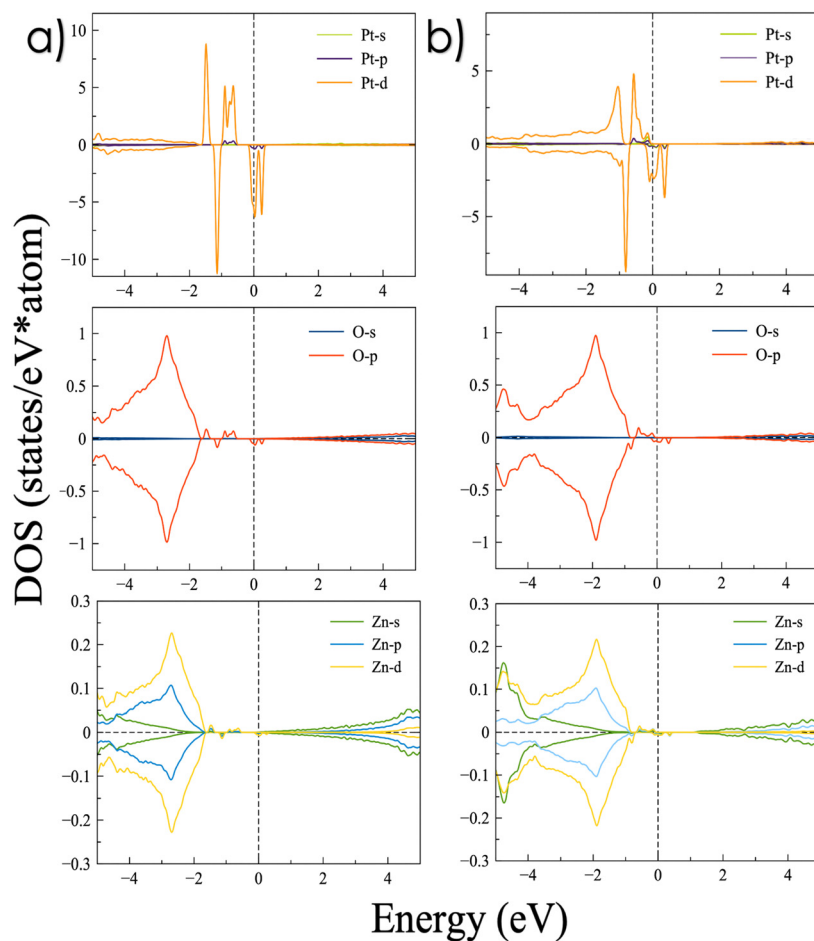 a)
10
5
0
−5
−10
−4 −2 0 2 4
Pt-s
Pt-p
Pt-d
b)
10
5
0
−5
−4 −2 0 2 4
Pt-s
Pt-p
Pt-d
DOS (states/eV*atom)
1
0.5
0
−0.5
−1
−4 −2 0 2 4
O-s
O-p
1
0.5
0
−0.5
−1
−4 −2 0 2 4
O-s
O-p
0.3
0.2
0.1
0
−0.1
−0.2
−0.3
−4 −2 0 2 4
Zn-s
Zn-p
Zn-d
0.3
0.2
0.1
0
−0.1
−0.2
−0.3
−4 −2 0 2 4
Zn-s
Zn-p
Zn-d
Energy (eV)